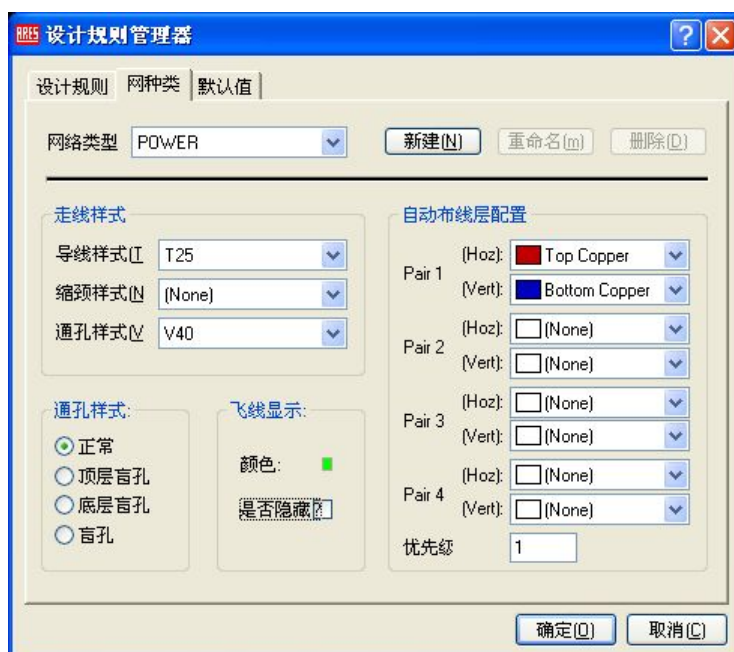 ARES 设计规则管理器
设计规则 网种类 默认值
网络类型 POWER 新建(N) 重命名(m) 删除(D)
走线样式
导线样式(T T25
缩颈样式(N (None)
通孔样式(V V40
通孔样式:
正常
顶层盲孔
底层盲孔
盲孔
飞线显示:
颜色:
是否隐藏
自动布线层配置
Pair 1 (Hoz): Top Copper
(Vert): Bottom Copper
Pair 2 (Hoz): (None)
(Vert): (None)
Pair 3 (Hoz): (None)
(Vert): (None)
Pair 4 (Hoz): (None)
(Vert): (None)
优先级 1
确定(O) 取消(C)